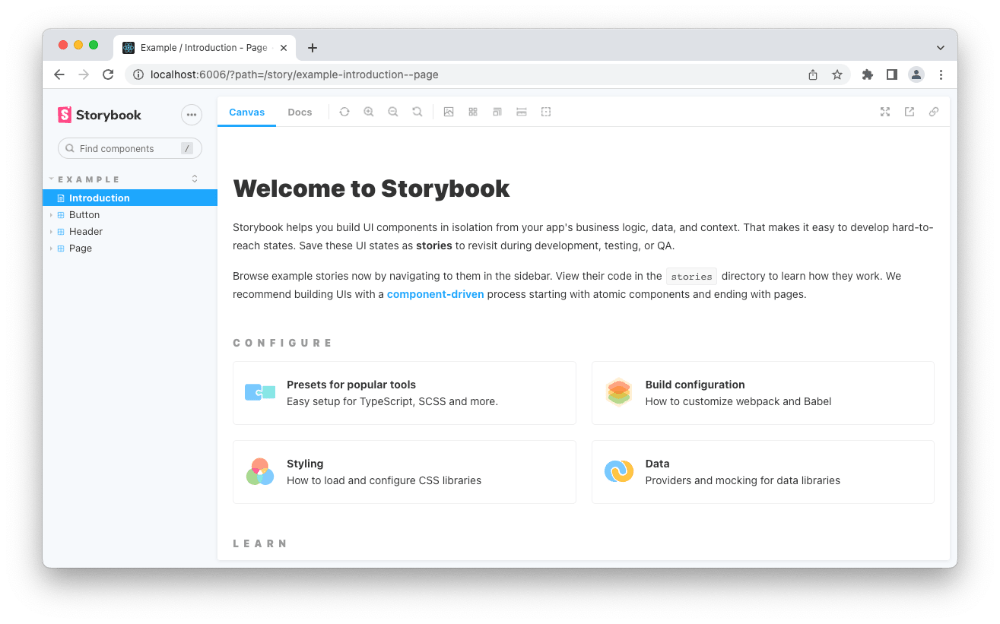 Example / Introduction - Page
localhost:6006/?path=/story/example-introduction--page
Storybook
Find components /
EXAMPLE
Introduction
Button
Header
Page
Canvas Docs
Welcome to Storybook
Storybook helps you build UI components in isolation from your app's business logic, data, and context. That makes it easy to develop hard-to-
reach states. Save these UI states as stories to revisit during development, testing, or QA.
Browse example stories now by navigating to them in the sidebar. View their code in the stories directory to learn how they work. We
recommend building UIs with a component-driven process starting with atomic components and ending with pages.
CONFIGURE
Presets for popular tools
Easy setup for TypeScript, SCSS and more.
Build configuration
How to customize webpack and Babel
Styling
How to load and configure CSS libraries
Data
Providers and mocking for data libraries
LEARN